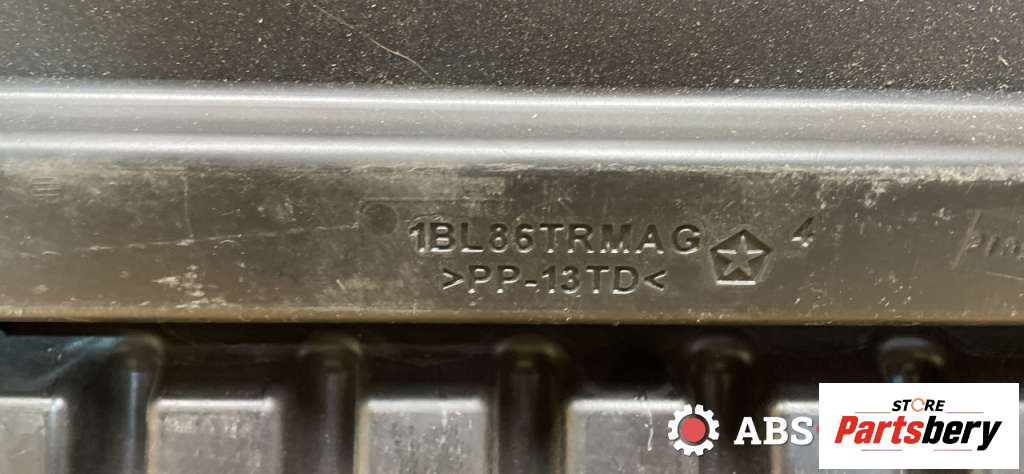 1BL86TRMAG 4
>PP-13TD<
ABS
STORE
Partsbery